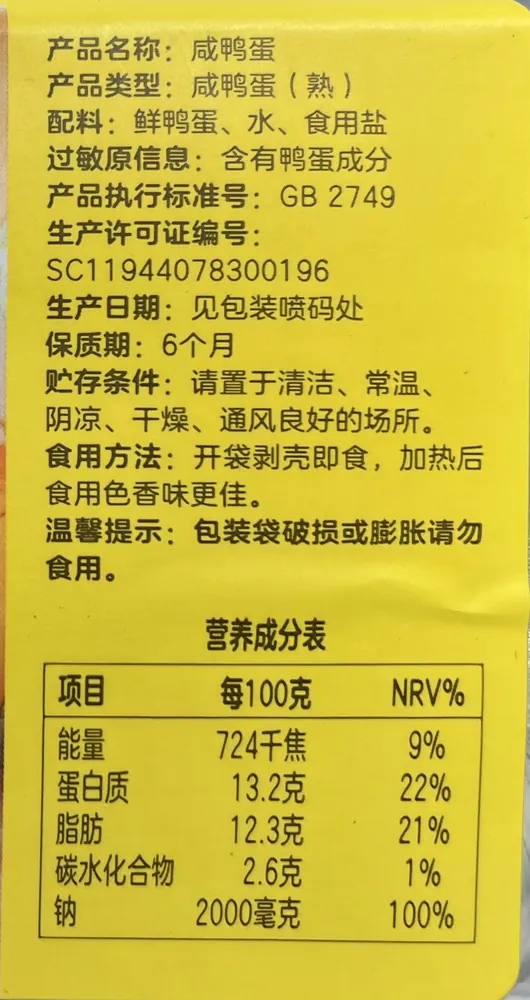 产品名称：咸鸭蛋
产品类型：咸鸭蛋（熟）
配料：鲜鸭蛋、水、食用盐
过敏原信息：含有鸭蛋成分
产品执行标准号：GB 2749
生产许可证编号：
SC11944078300196
生产日期：见包装喷码处
保质期：6个月
贮存条件：请置于清洁、常温、
阴凉、干燥、通风良好的场所。
食用方法：开袋剥壳即食，加热后
食用色香味更佳。
温馨提示：包装袋破损或膨胀请勿
食用。
营养成分表
项目 每100克 NRV%
能量 724千焦 9%
蛋白质 13.2克 22%
脂肪 12.3克 21%
碳水化合物 2.6克 1%
钠 2000毫克 100%